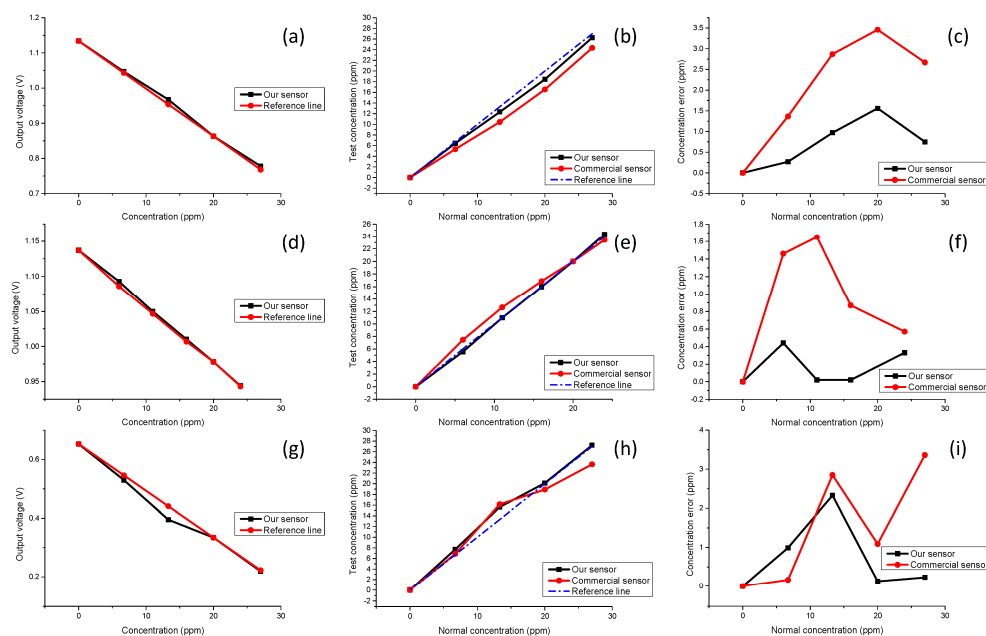 (a)
Output voltage (V)
1.2
1.1
1.0
0.9
0.8
0.7
0
10
20
30
Concentration (ppm)
Our sensor
Reference line
(b)
Test concentration (ppm)
30
28
26
24
22
20
18
16
14
12
10
8
6
4
2
0
-2
0
10
20
30
Normal concentration (ppm)
Our sensor
Commercial sensor
Reference line
(c)
Concentration error (ppm)
3.5
3.0
2.5
2.0
1.5
1.0
0.5
0.0
0.5
0
10
20
30
Normal concentration (ppm)
Our sensor
Commercial sensor
(d)
Output voltage (V)
1.15
1.10
1.05
1.00
0.95
0
10
20
30
Concentration (ppm)
Our sensor
Reference line
(e)
Test concentration (ppm)
26
24
22
20
18
16
14
12
10
8
6
4
2
0
-2
0
10
20
Normal concentration (ppm)
Our sensor
Commercial sensor
Reference line
(f)
Concentration error (ppm)
1.8
1.6
1.4
1.2
1.0
0.8
0.6
0.4
0.2
0.0
0.2
0
10
20
30
Normal concentration (ppm)
Our sensor
Commercial sensor
(g)
Output voltage (V)
0.6
0.4
0.2
0
10
20
30
Concentration (ppm)
Our sensor
Reference line
(h)
Test concentration (ppm)
30
28
26
24
22
20
18
16
14
12
10
8
6
4
2
0
-2
0
10
20
30
Normal concentration (ppm)
Our sensor
Commercial sensor
Reference line
(i)
Concentration error (ppm)
4
3
2
1
0
0
10
20
30
Normal concentration (ppm)
Our sensor
Commercial sensor